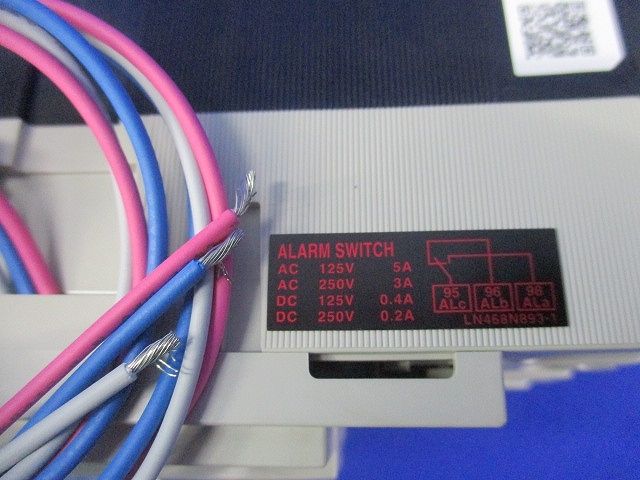 ALARM SWITCH
AC 125V 5A
AC 250V 3A
DC 125V 0.4A
DC 250V 0.2A
95 96 98
ALc ALb ALa
LN468N893-1